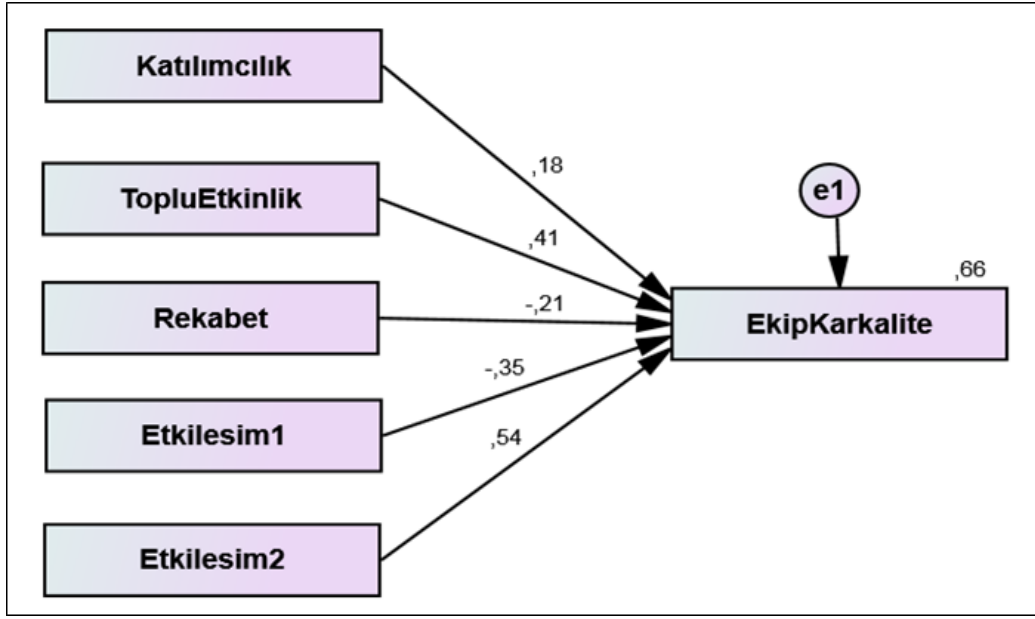 Katılımcılık
,18
TopluEtkinlik
e1
,41
,66
Rekabet
-,21
EkipKarkalite
-,35
Etkilesim1
,54
Etkilesim2